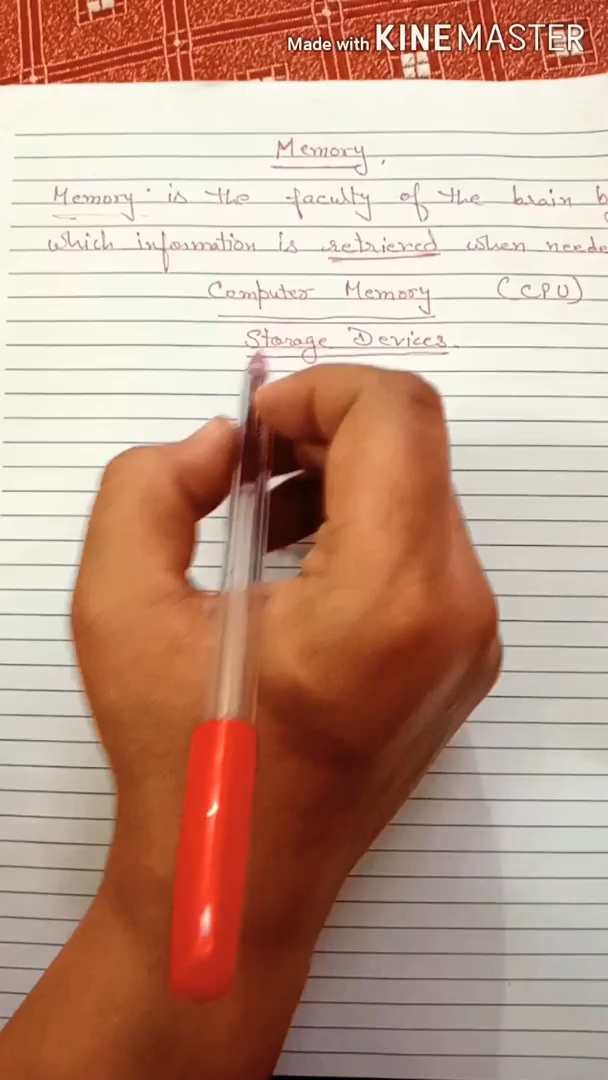 Made with KINEMASTER
Memory,
Memory is the faculty of the brain b
which information is retrieved when neede
Computer Memory (CPU)
Storage Devices.